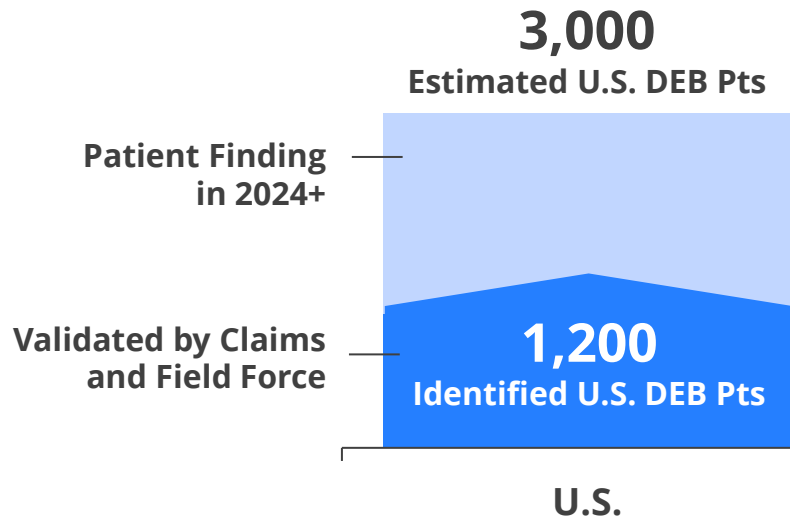 3,000
Estimated U.S. DEB Pts
Patient Finding
in 2024+
Validated by Claims
and Field Force
1,200
Identified U.S. DEB Pts
U.S.